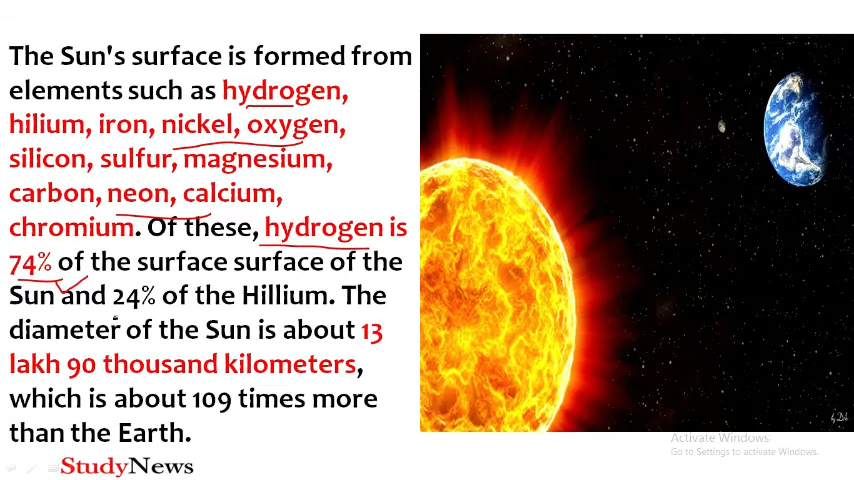 The Sun's surface is formed from
elements such as hydrogen,
hilium, iron, nickel, oxygen,
silicon, sulfur, magnesium,
carbon, neon, calcium,
chromium. Of these, hydrogen is
74% of the surface surface of the
Sun and 24% of the Hillium. The
diameter of the Sun is about 13
lakh 90 thousand kilometers,
which is about 109 times more
than the Earth.
StudyNews
Activate Windows
Go to Settings to activate Windows.